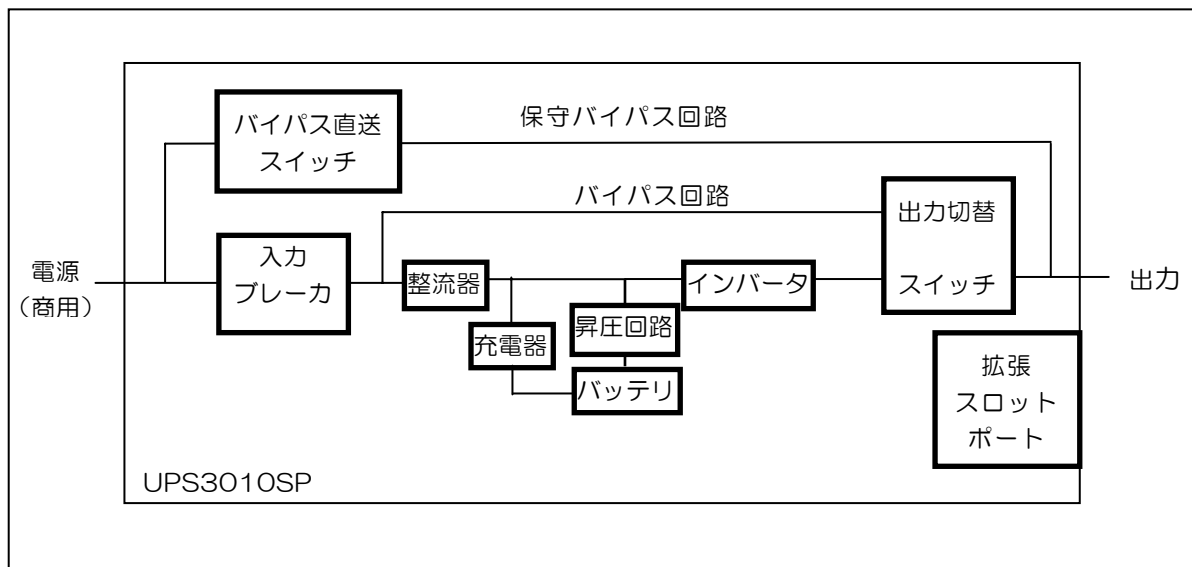 バイパス直送
スイッチ
保守バイパス回路
バイパス回路
出力切替
スイッチ
電源
（商用）
入力
ブレーカ
整流器
インバータ
出力
充電器
昇圧回路
バッテリ
拡張
スロット
ポート
UPS3010SP